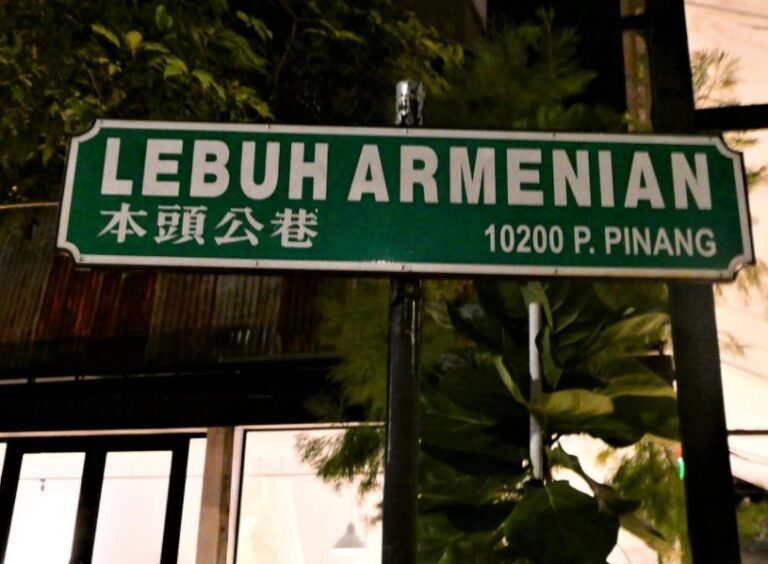 LEBUH ARMENIAN
本頭公巷 10200 P. PINANG